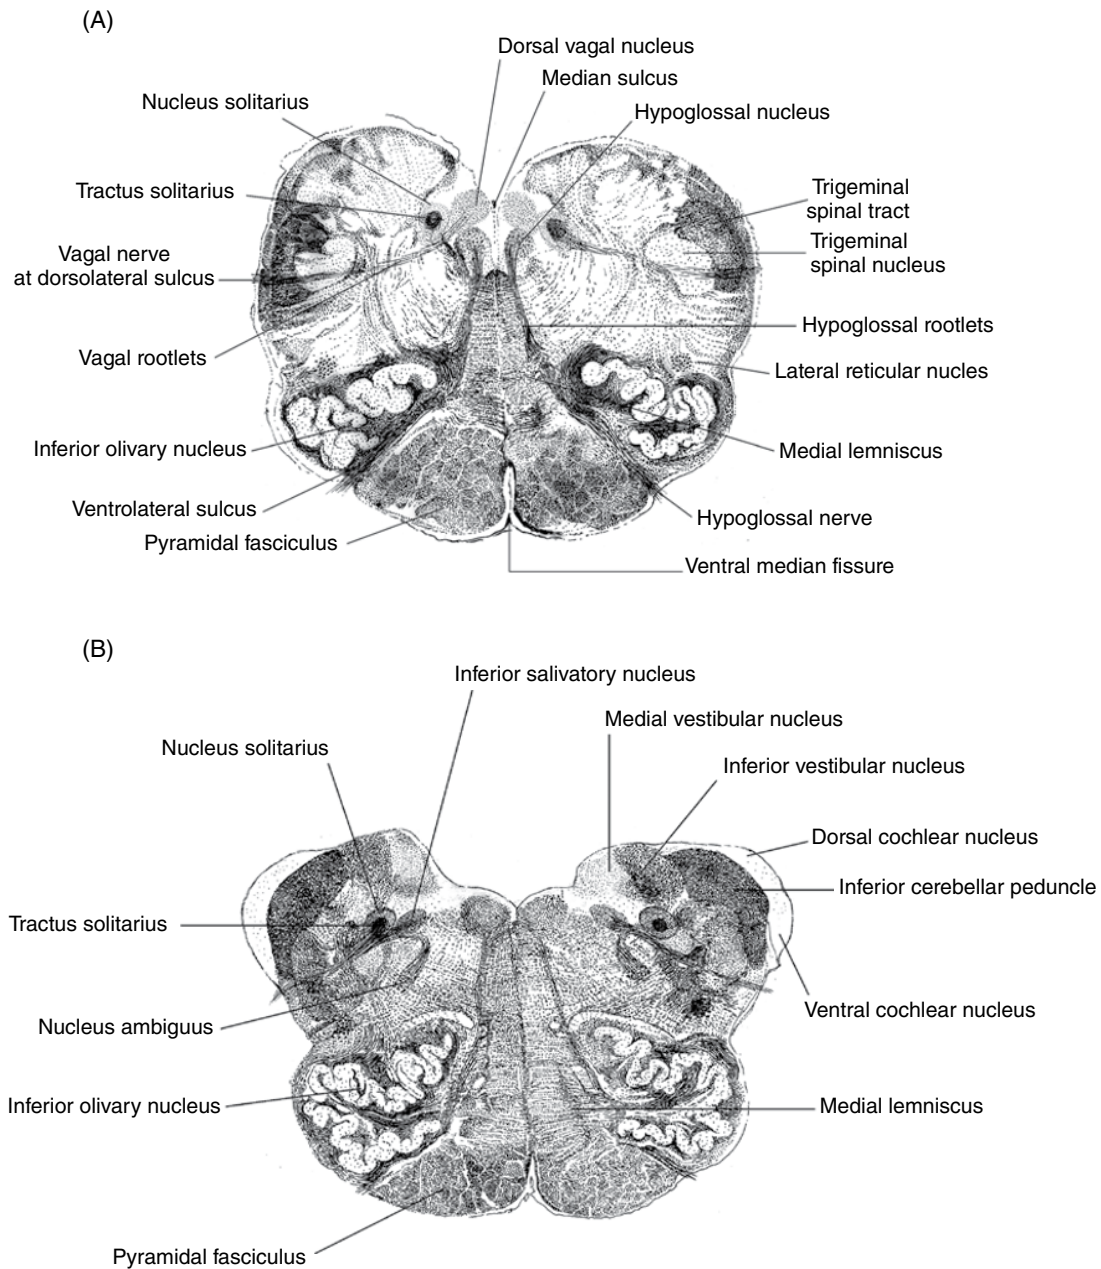 (A)
Dorsal vagal nucleus
Median sulcus
Nucleus solitarius
Hypoglossal nucleus
Tractus solitarius
Trigeminal
spinal tract
Vagal nerve
at dorsolateral sulcus
Trigeminal
spinal nucleus
Hypoglossal rootlets
Vagal rootlets
Lateral reticular nucles
Inferior olivary nucleus
Medial lemniscus
Ventrolateral sulcus
Hypoglossal nerve
Pyramidal fasciculus
Ventral median fissure
(B)
Inferior salivatory nucleus
Medial vestibular nucleus
Nucleus solitarius
Inferior vestibular nucleus
Dorsal cochlear nucleus
Inferior cerebellar peduncle
Tractus solitarius
Ventral cochlear nucleus
Nucleus ambiguus
Inferior olivary nucleus
Medial lemniscus
Pyramidal fasciculus